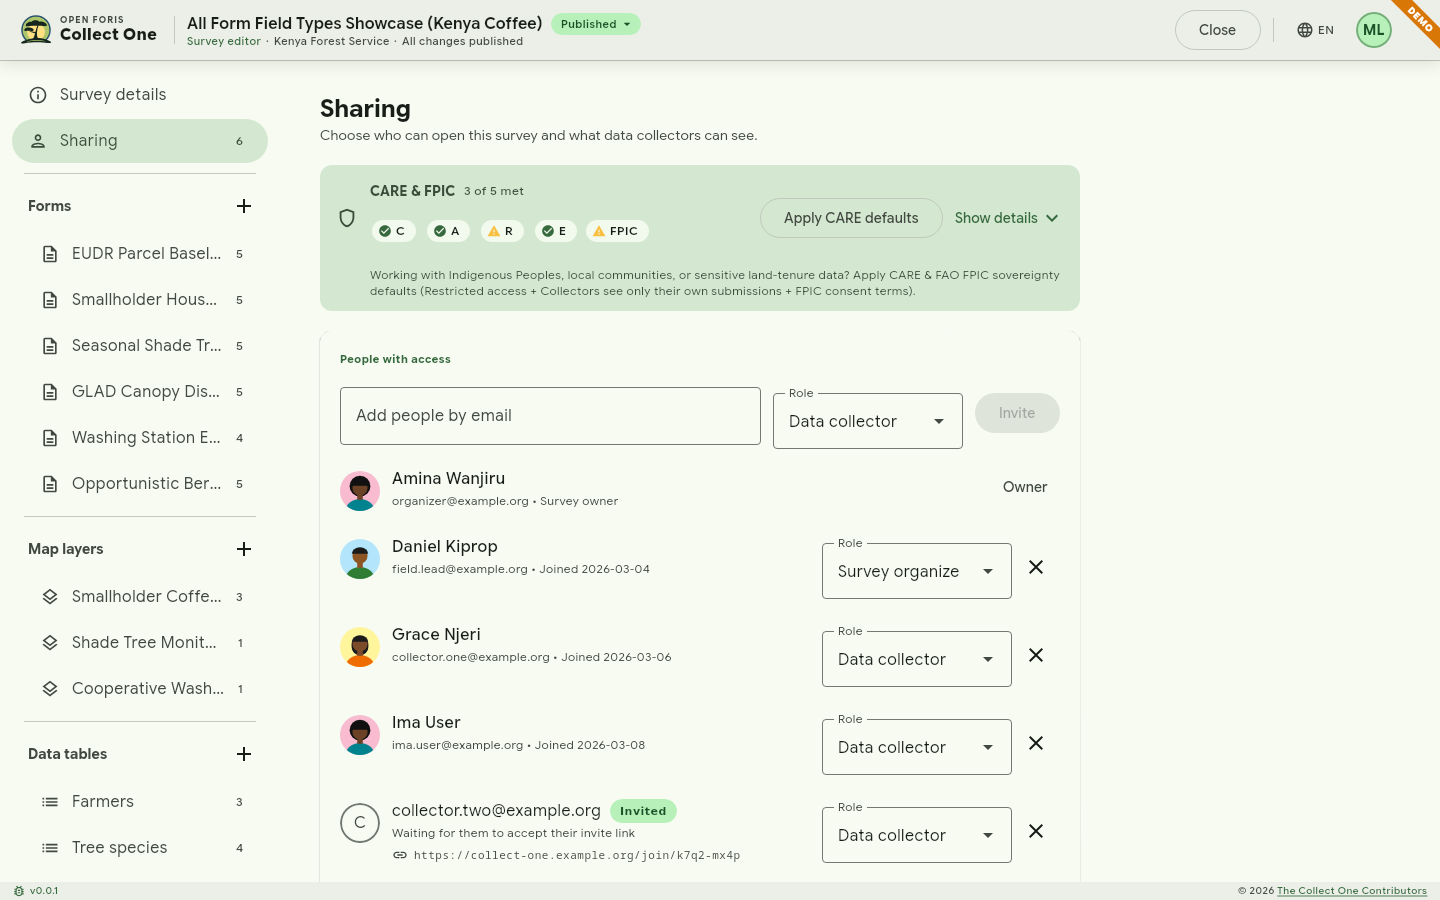 OPEN FORIS
Collect One
All Form Field Types Showcase (Kenya Coffee)
Published
Survey editor · Kenya Forest Service · All changes published
Close
EN
ML
DEMO
Survey details
Sharing 6
Forms
EUDR Parcel Basel... 5
Smallholder Hous... 5
Seasonal Shade Tr... 5
GLAD Canopy Dis... 5
Washing Station E... 4
Opportunistic Ber... 5
Map layers
Smallholder Coffe... 3
Shade Tree Monit... 1
Cooperative Wash... 1
Data tables
Farmers 3
Tree species 4
Sharing
Choose who can open this survey and what data collectors can see.
CARE & FPIC 3 of 5 met
C A R E FPIC
Apply CARE defaults
Show details
Working with Indigenous Peoples, local communities, or sensitive land-tenure data? Apply CARE & FAO FPIC sovereignty
defaults (Restricted access + Collectors see only their own submissions + FPIC consent terms).
People with access
Add people by email
Role
Data collector
Invite
Amina Wanjiru
organizer@example.org • Survey owner
Owner
Daniel Kiprop
field.lead@example.org • Joined 2026-03-04
Role
Survey organize
Grace Njeri
collector.one@example.org • Joined 2026-03-06
Role
Data collector
Ima User
ima.user@example.org • Joined 2026-03-08
Role
Data collector
C
collector.two@example.org Invited
Waiting for them to accept their invite link
https://collect-one.example.org/join/k7q2-mx4p
Role
Data collector
v0.0.1
© 2026 The Collect One Contributors